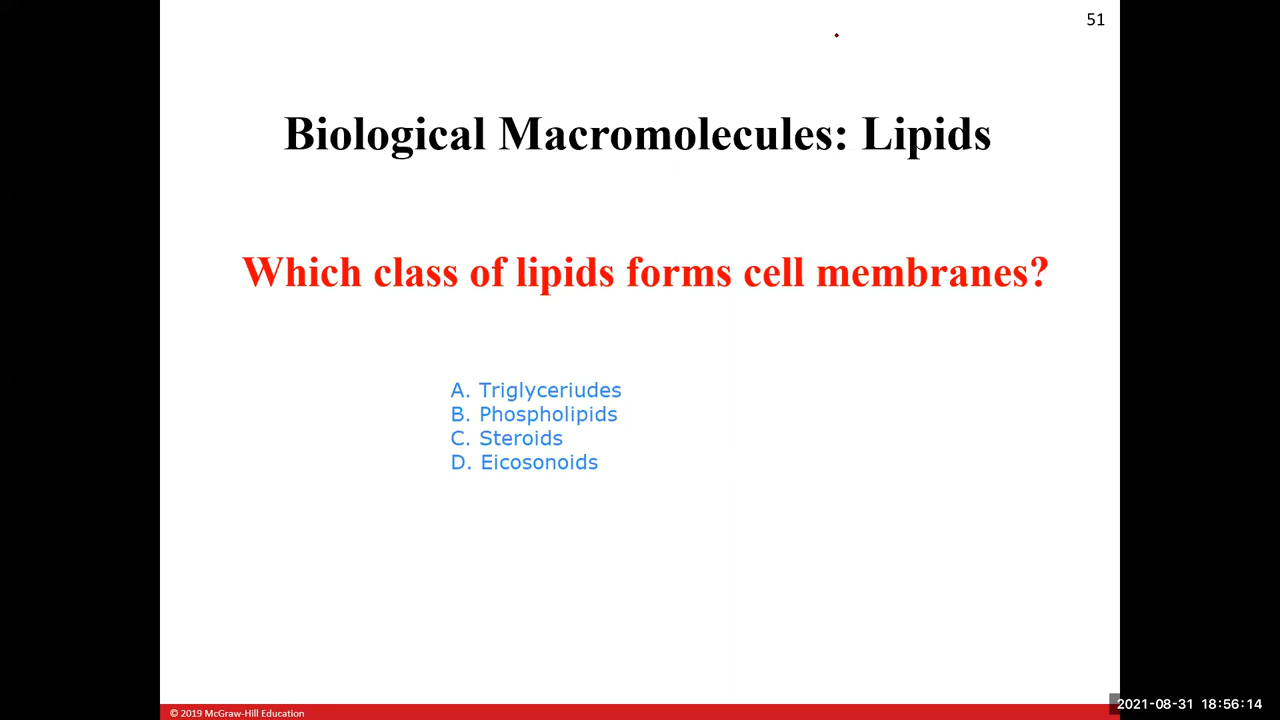 51
Biological Macromolecules: Lipids
Which class of lipids forms cell membranes?
A. Triglyceriudes
B. Phospholipids
C. Steroids
D. Eicosonoids
© 2019 McGraw-Hill Education
2021-08-31 18:56:14